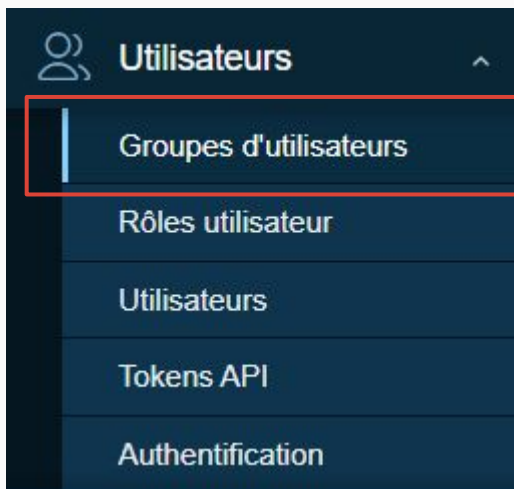 Utilisateurs
Groupes d'utilisateurs
Rôles utilisateur
Utilisateurs
Tokens API
Authentification